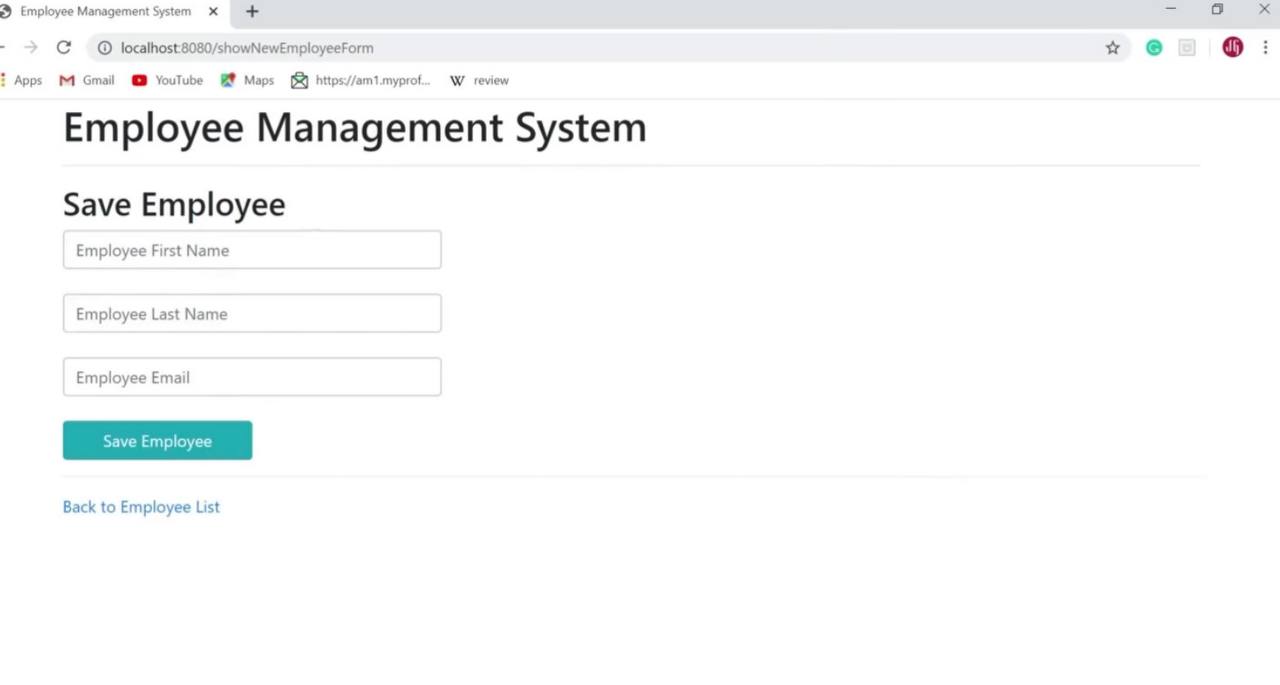 Employee Management System
localhost:8080/showNewEmployeeForm
Apps Gmail YouTube Maps https://am1.myprof... W review
Employee Management System
Save Employee
Employee First Name
Employee Last Name
Employee Email
Save Employee
Back to Employee List